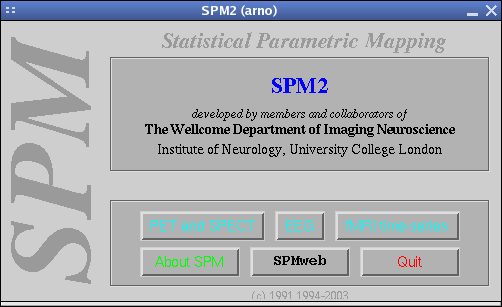 SPM2 (arno)
SPM
Statistical Parametric Mapping
SPM2
developed by members and collaborators of
The Wellcome Department of Imaging Neuroscience
Institute of Neurology, University College London
PET and SPECT EEG fMRI time-series
About SPM SPMweb Quit
(c) 1991,1994-2003